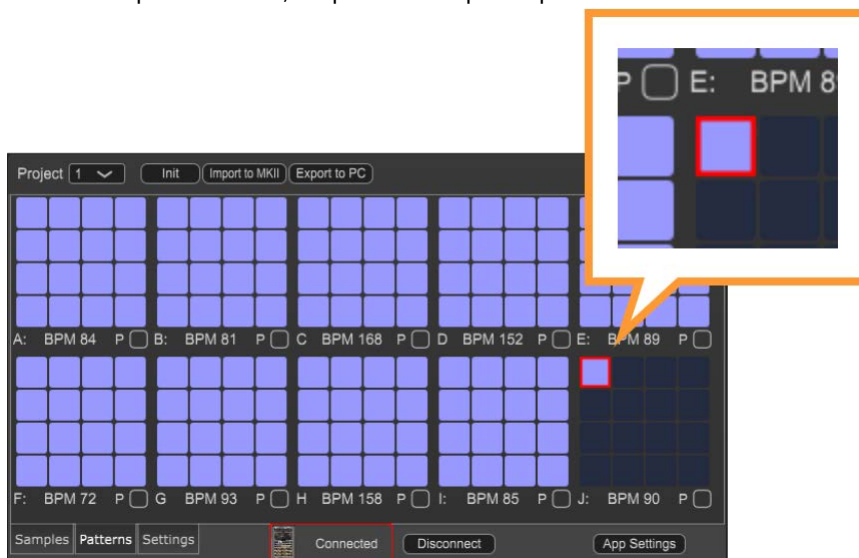 P E: BPM 8
Project 1 Init Import to MKII Export to PC
A: BPM 84 P B: BPM 81 P C BPM 168 P D BPM 152 P E: BPM 89 P
F: BPM 72 P G BPM 93 P H BPM 158 P I: BPM 85 P J: BPM 90 P
Samples Patterns Settings Connected Disconnect App Settings